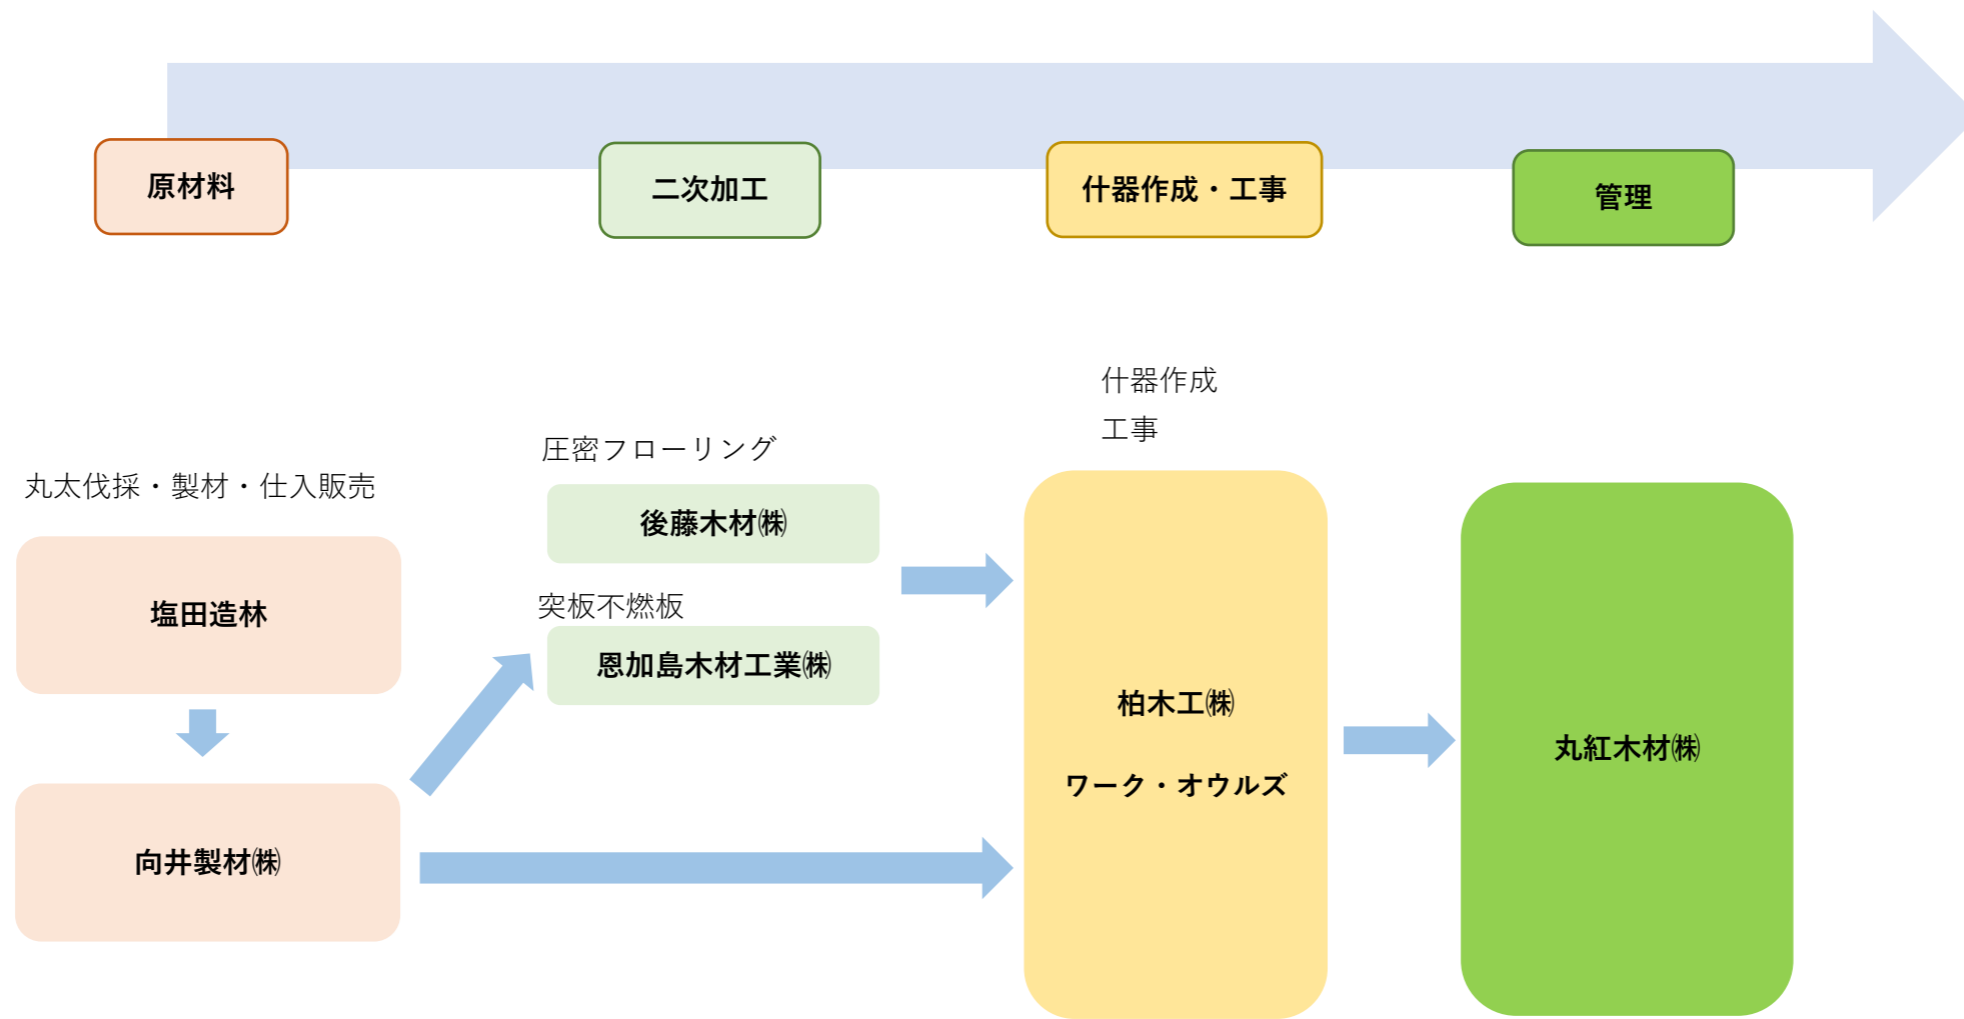 原材料
二次加工
什器作成・工事
管理
丸太伐採・製材・仕入販売
塩田造林
向井製材㈱
圧密フローリング
後藤木材㈱
突板不燃板
恩加島木材工業㈱
什器作成
工事
柏木工㈱
ワーク・オウルズ
丸紅木材㈱